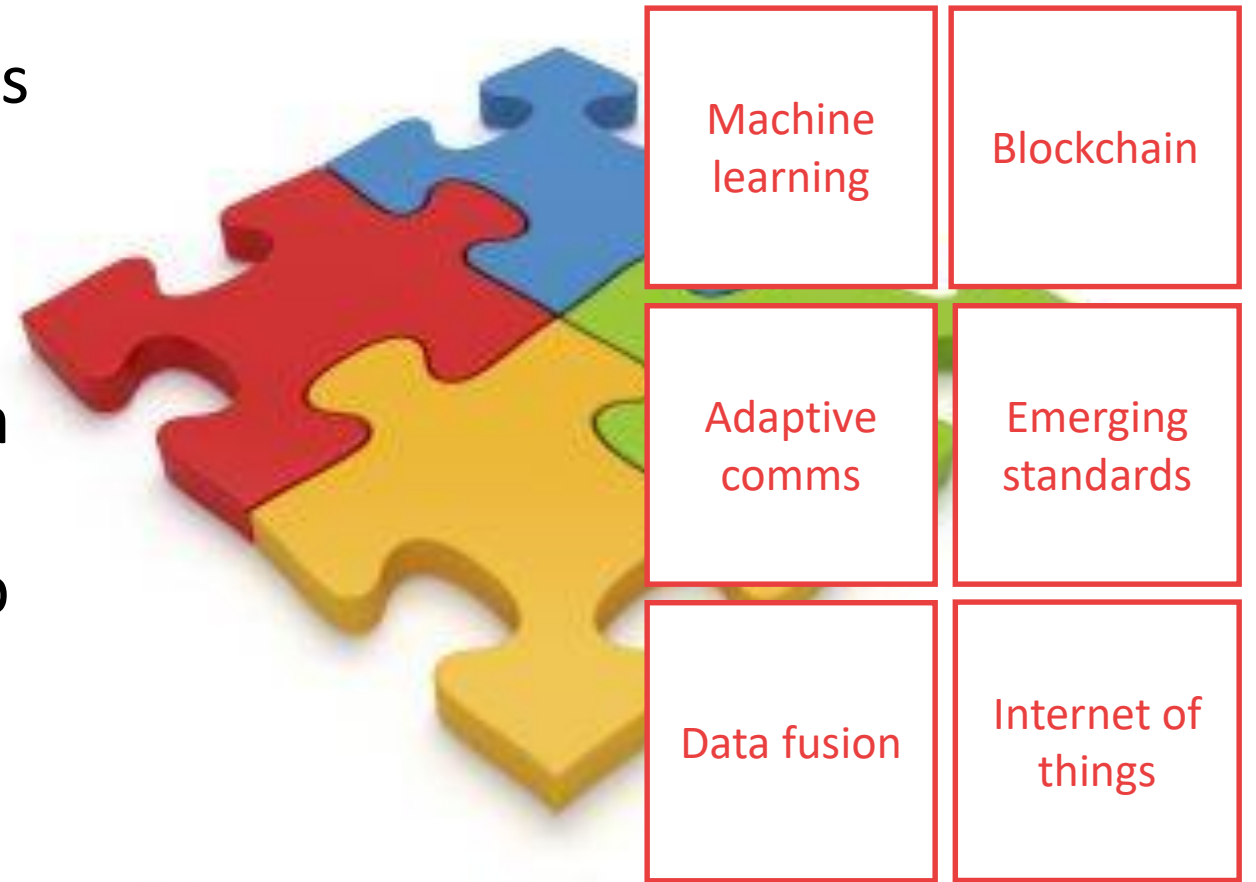 Machine
learning
Blockchain
Adaptive
comms
Emerging
standards
Data fusion
Internet of
things